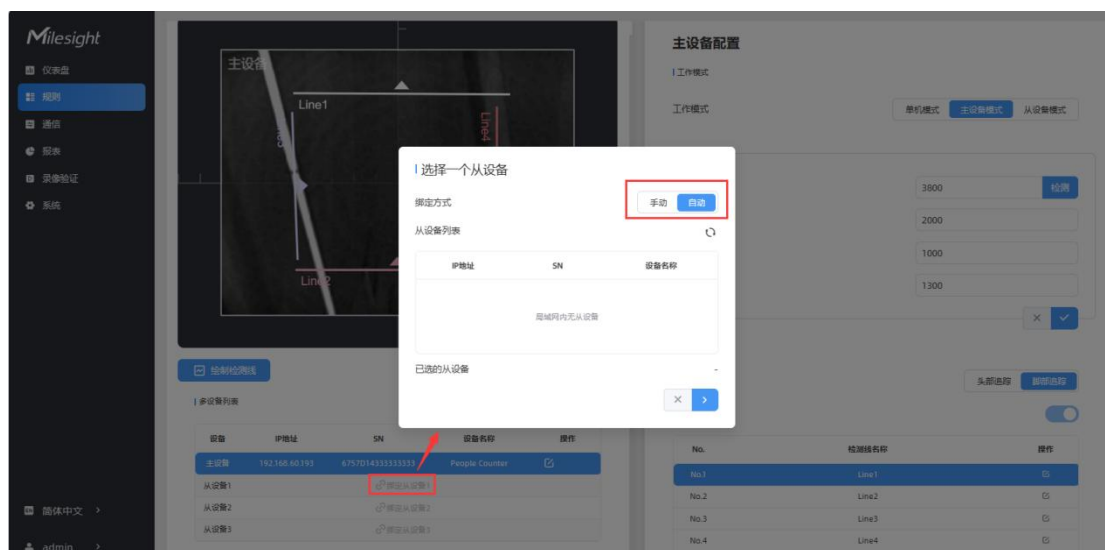 Milesight
仪表盘
规则
通信
报表
录像验证
系统
简体中文
admin
主设备
Line1
Line4
Line2
绘制检测线
多设备列表
设备 IP地址 SN 设备名称 操作
主设备 192.168.60.193 6757D14333333333 People Counter
从设备1 绑定从设备1
从设备2 绑定从设备2
从设备3 绑定从设备3
选择一个从设备
绑定方式 手动 自动
从设备列表
IP地址 SN 设备名称
局域网内无从设备
已选的从设备 -
主设备配置
工作模式
工作模式 单机模式 主设备模式 从设备模式
3800 检测
2000
1000
1300
头部追踪 脚部追踪
No. 检测线名称 操作
No.1 Line1
No.2 Line2
No.3 Line3
No.4 Line4